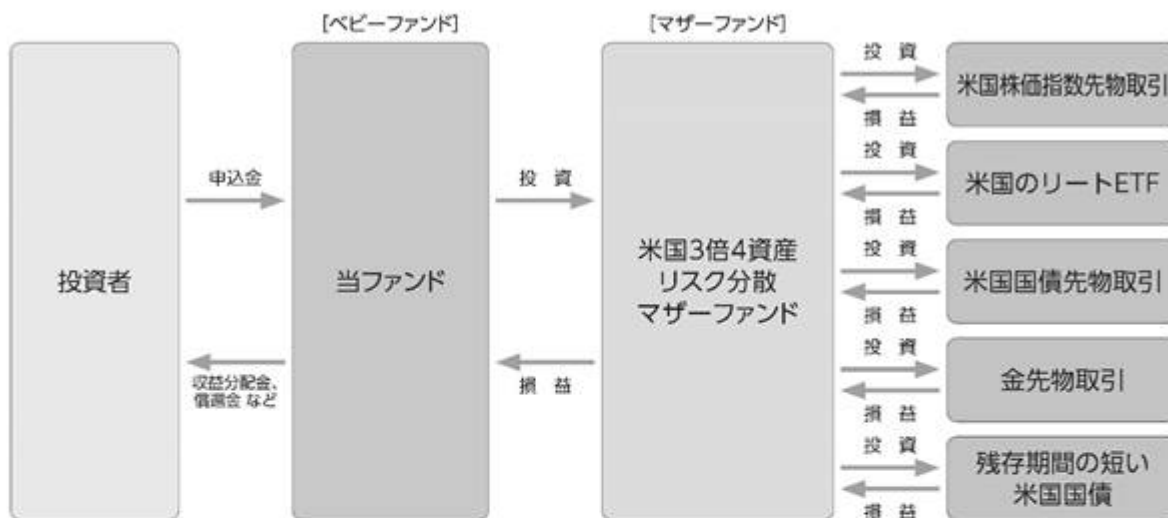 [ベビーファンド]
[マザーファンド]
投資者
申込金
収益分配金、
償還金 など
当ファンド
投 資
損 益
米国3倍4資産
リスク分散
マザーファンド
投 資
損 益
米国株価指数先物取引
投 資
損 益
米国のリートETF
投 資
損 益
米国国債先物取引
投 資
損 益
金先物取引
投 資
損 益
残存期間の短い
米国国債